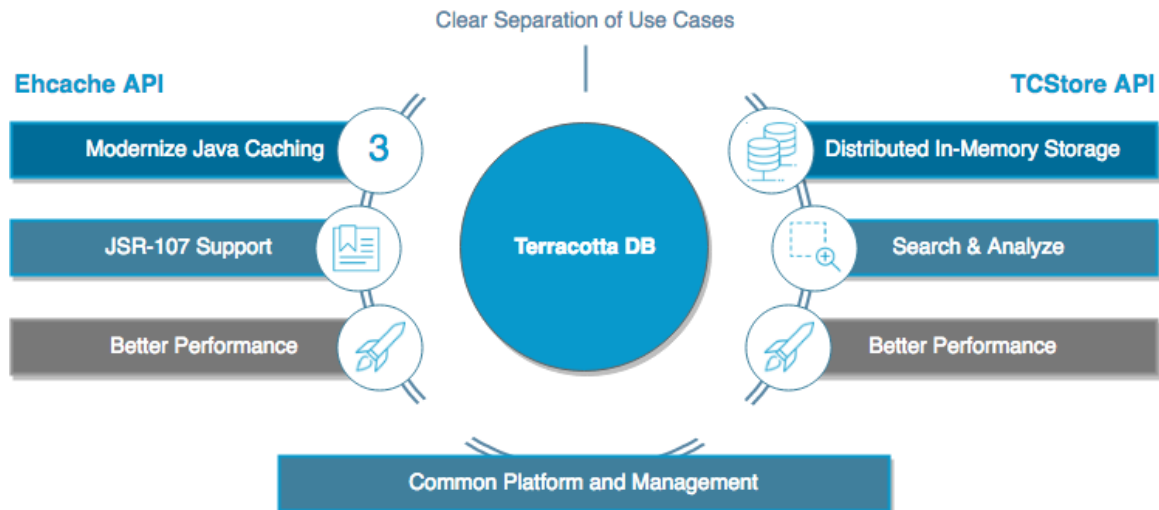 Clear Separation of Use Cases
Ehcache API
TCStore API
Modernize Java Caching
3
Distributed In-Memory Storage
JSR-107 Support
Terracotta DB
Search & Analyze
Better Performance
Better Performance
Common Platform and Management